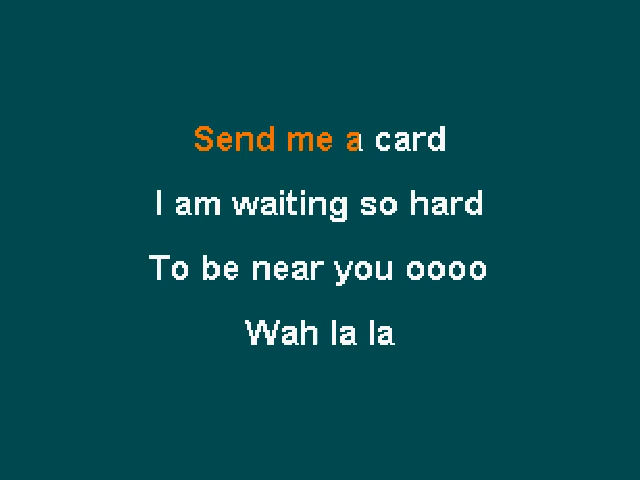 Send me a card
I am waiting so hard
To be near you oooo
Wah la la